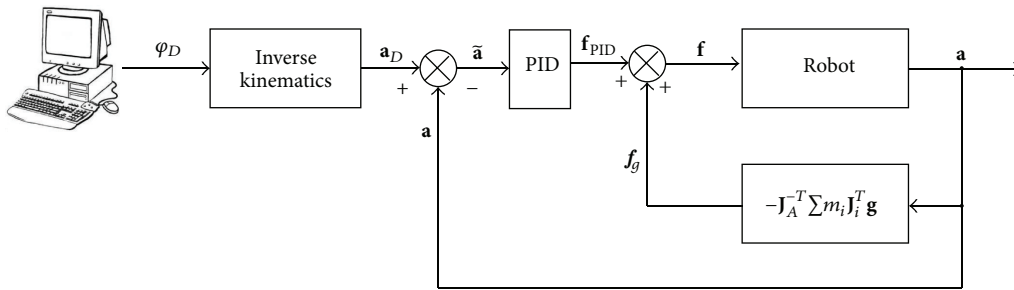 φ_D
Inverse
kinematics
𝐚_D
+
−
𝐚̃
PID
𝐟_PID
+
+
𝐟
Robot
𝐚
𝐚
𝒇_g
−𝐉_A^{−T} ∑ m_i 𝐉_i^T 𝐠